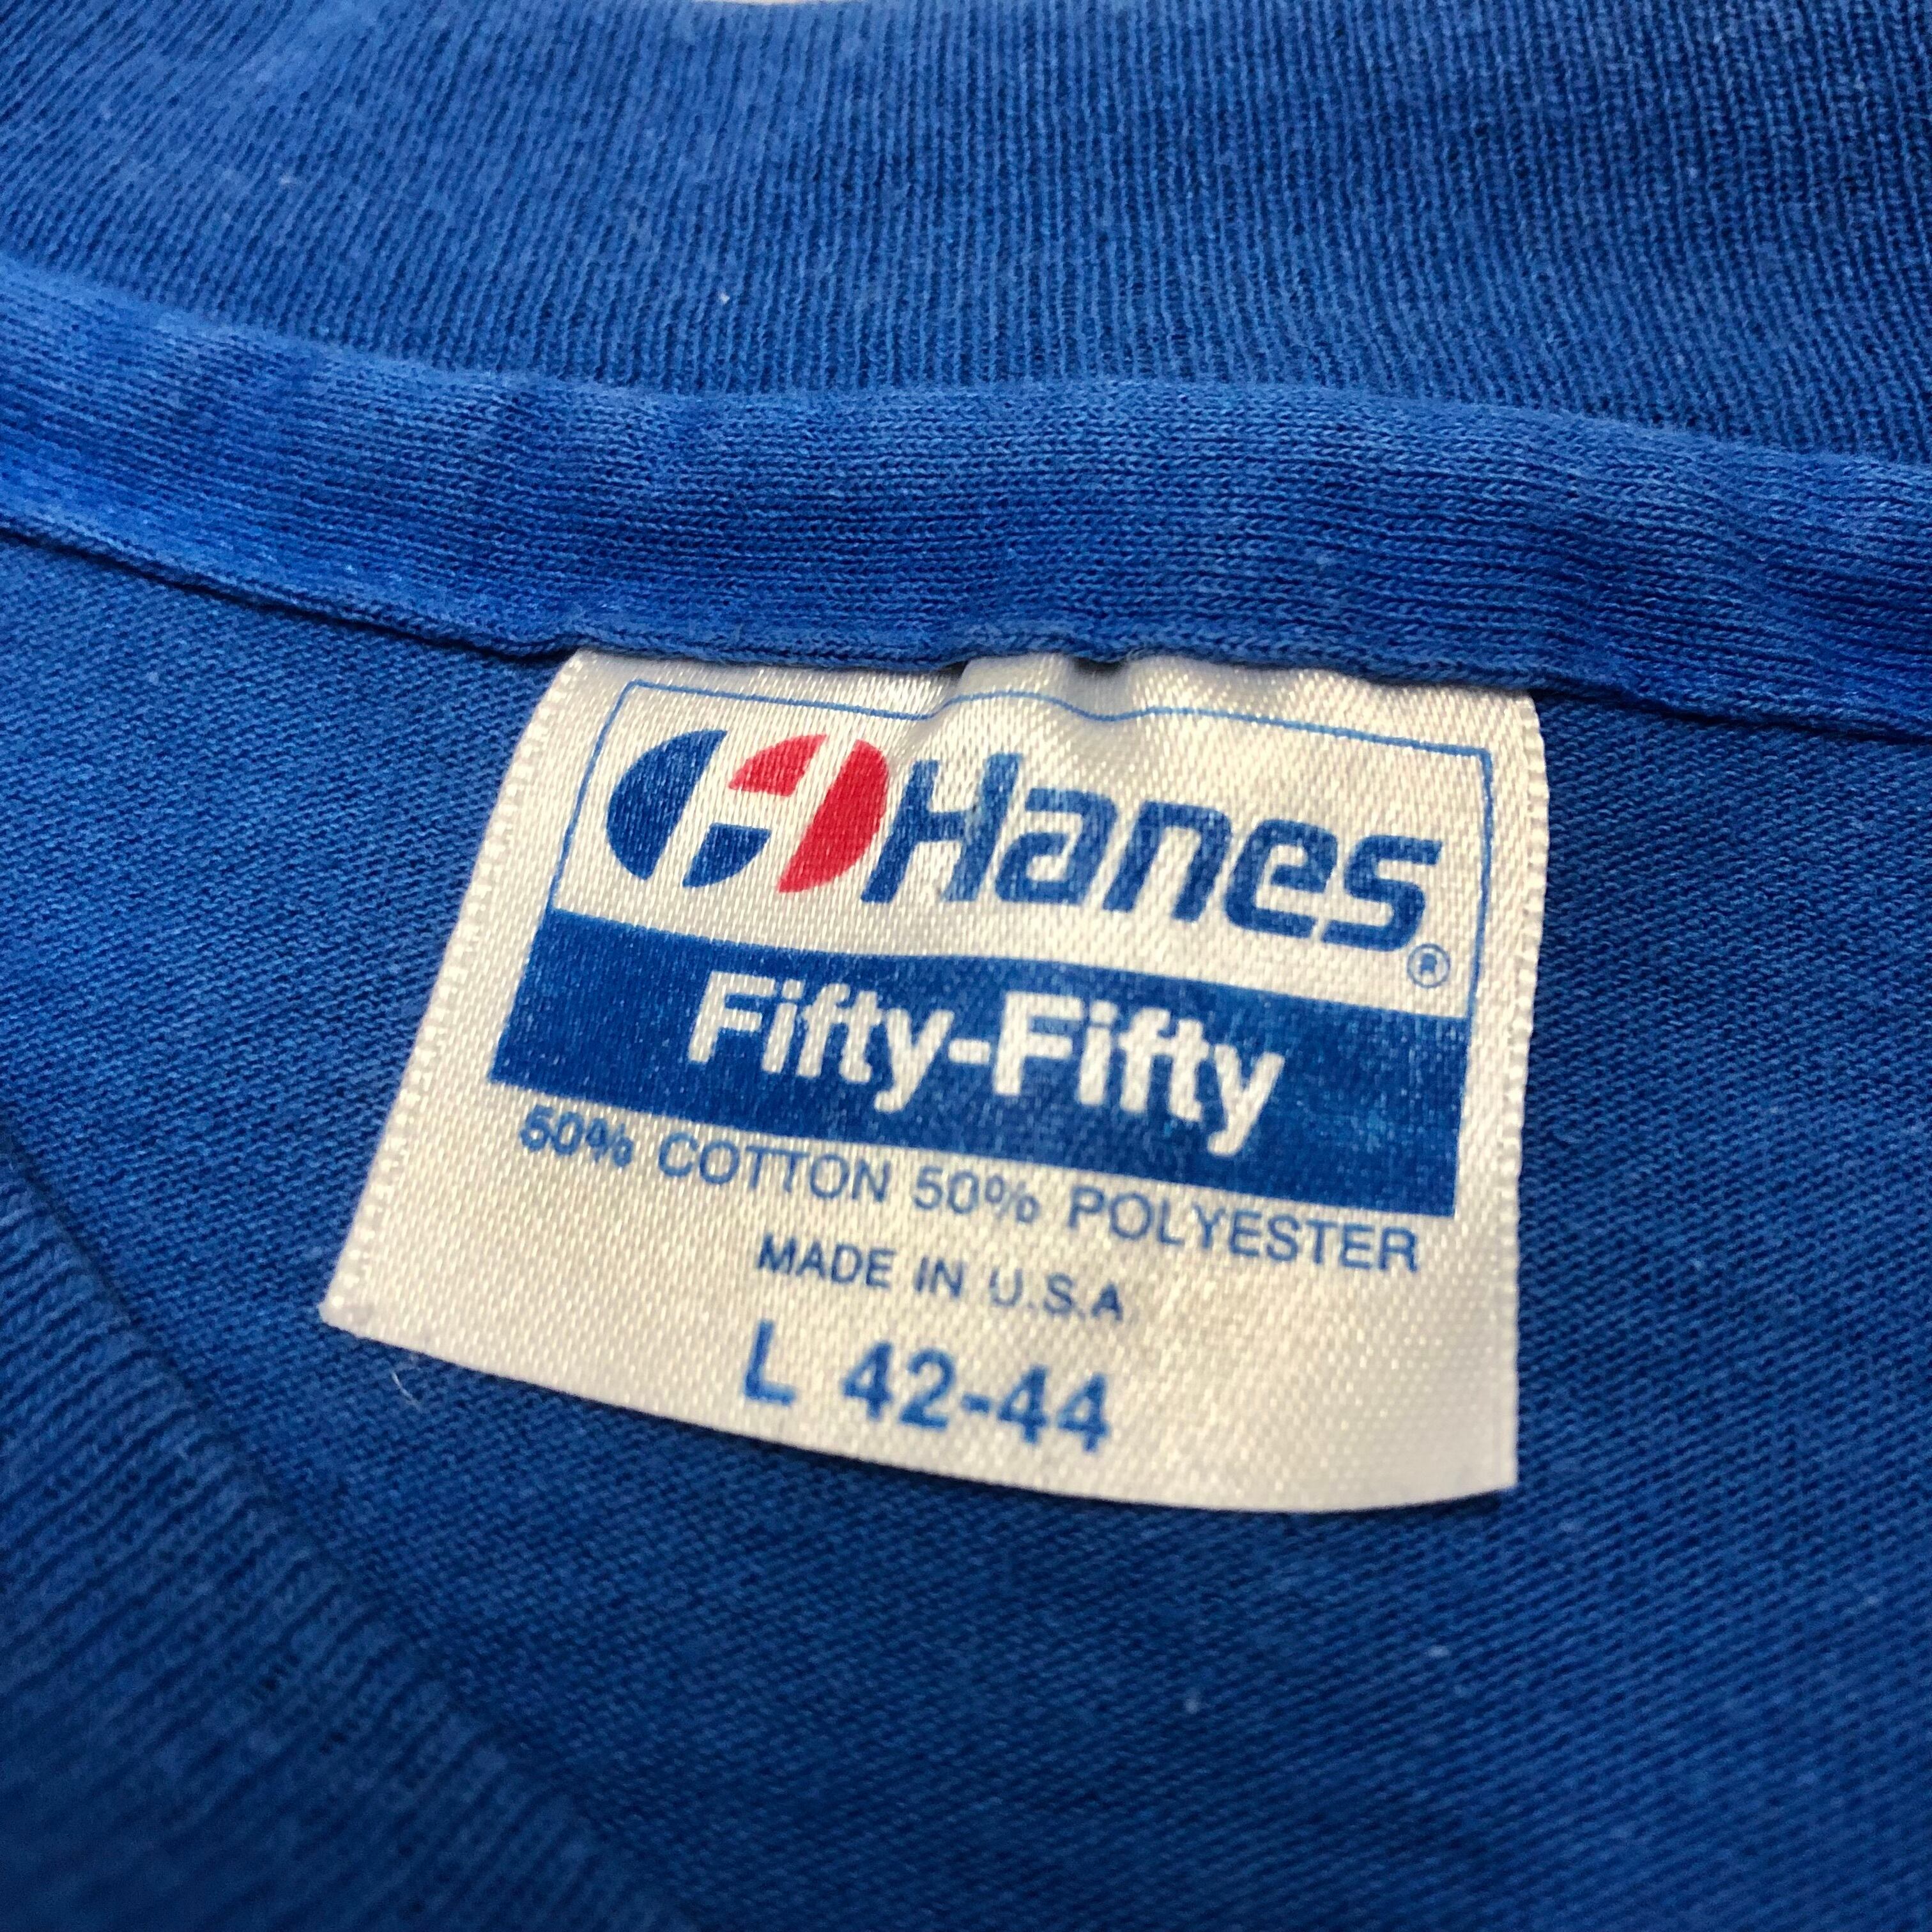 Hanes®
Fifty-Fifty
50% COTTON 50% POLYESTER
MADE IN U.S.A
L 42-44